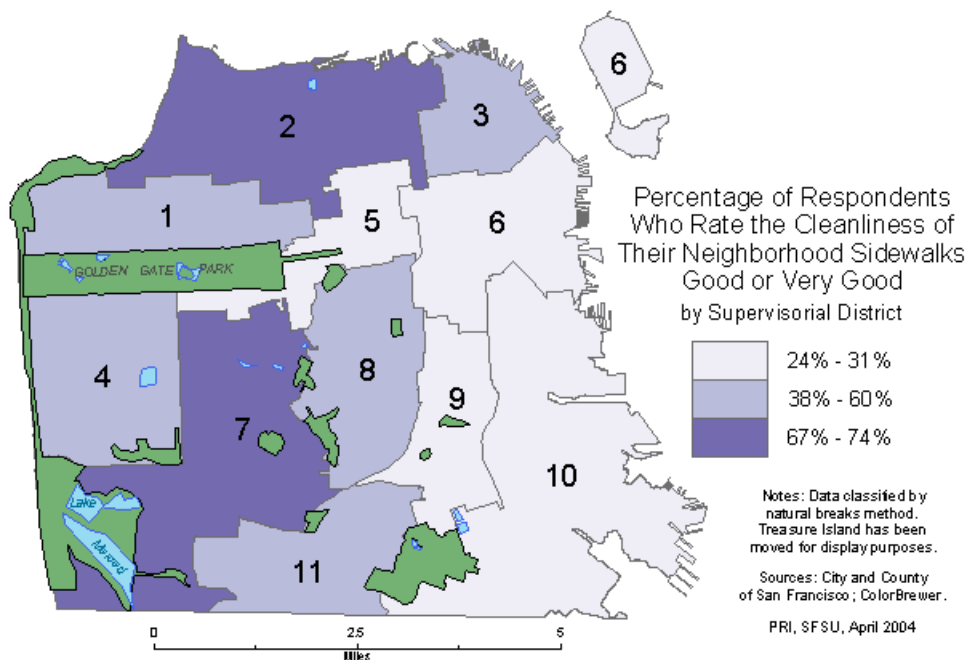 6
2
3
1
5
6
GOLDEN GATE PARK
4
8
9
7
10
Lake
Merced
11
0
2.5
5
Miles
Percentage of Respondents
Who Rate the Cleanliness of
Their Neighborhood Sidewalks
Good or Very Good
by Supervisorial District
24% - 31%
38% - 60%
67% - 74%
Notes: Data classified by
natural breaks method.
Treasure Island has been
moved for display purposes.
Sources: City and County
of San Francisco; ColorBrewer.
PRI, SFSU, April 2004